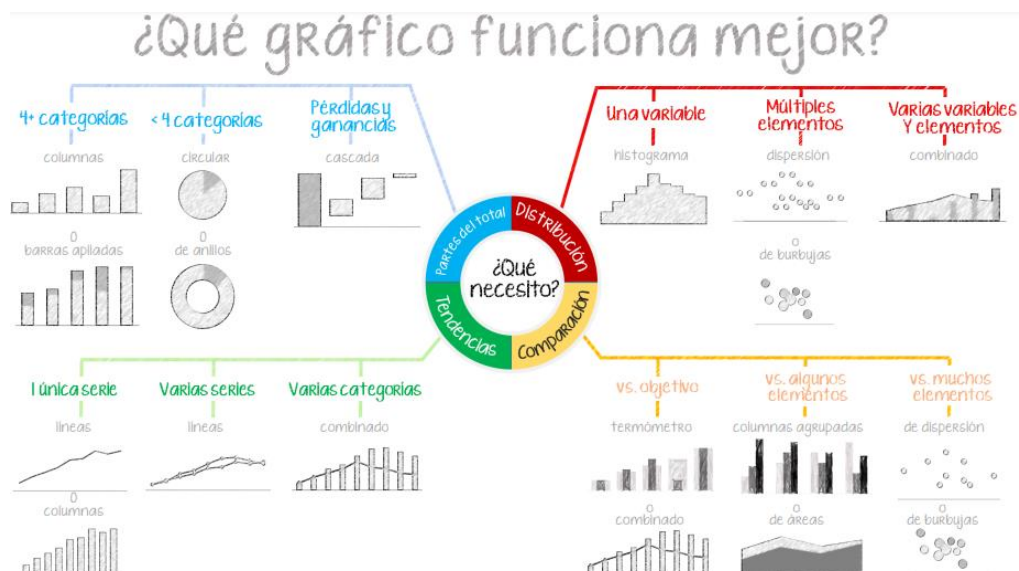 ¿Qué gráfico funciona mejor?
4+ categorías
< 4 categorías
Pérdidas y
ganancias
columnas
circular
cascada
o
barras apiladas
o
de anillos
Una variable
Múltiples
elementos
Varias variables
Y elementos
histograma
dispersión
combinado
o
de burbujas
Partes del total
Distribución
¿Qué
necesito?
Tendencias
Comparación
1 única serie
Varias series
Varias categorías
líneas
líneas
combinado
o
columnas
vs. objetivo
vs. algunos
elementos
vs. muchos
elementos
termómetro
columnas agrupadas
de dispersión
o
combinado
o
de áreas
o
de burbujas